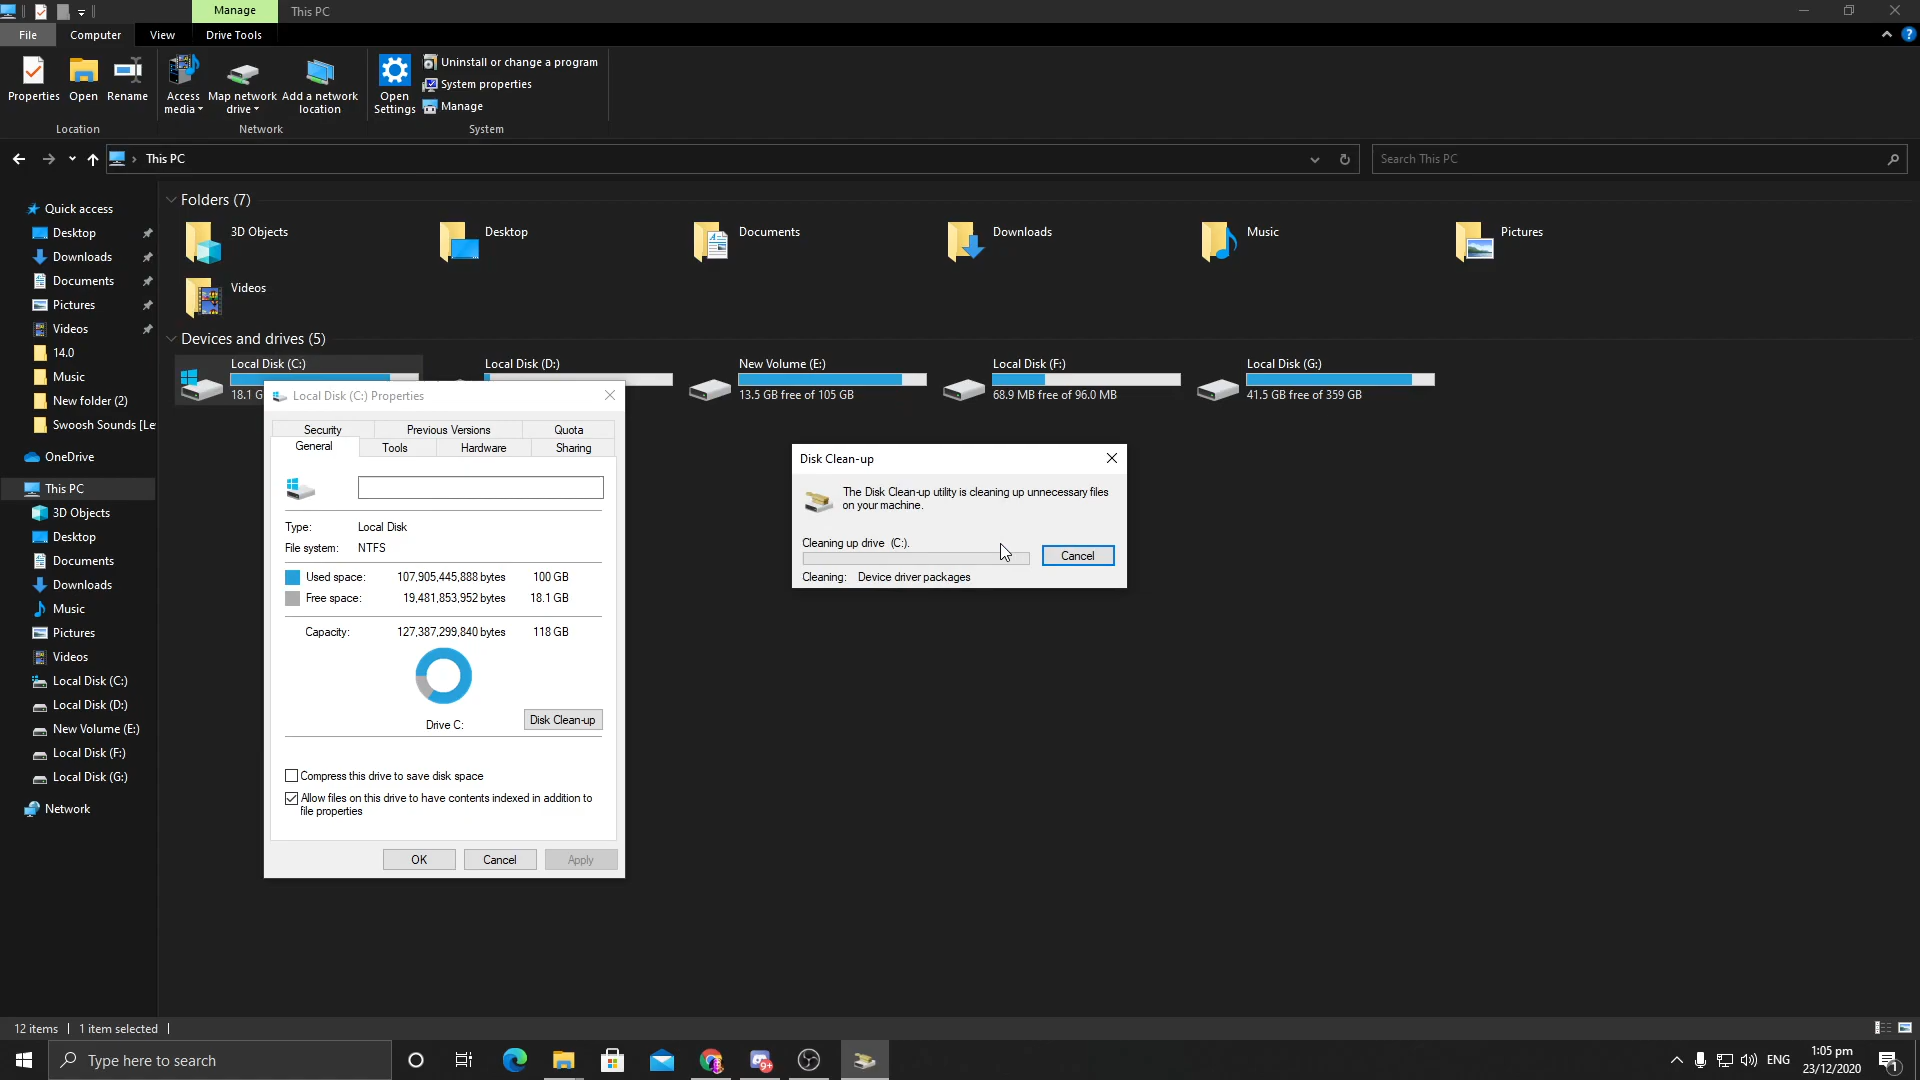 Manage
This PC
File
Computer
View
Drive Tools
Properties
Open
Rename
Access media
Map network drive
Add a network location
Open Settings
Uninstall or change a program
System properties
Manage
Location
Network
System
This PC
Search This PC
Quick access
Desktop
Downloads
Documents
Pictures
Videos
14.0
Music
New folder (2)
Swoosh Sounds [Le
OneDrive
This PC
3D Objects
Desktop
Documents
Downloads
Music
Pictures
Videos
Local Disk (C:)
Local Disk (D:)
New Volume (E:)
Local Disk (F:)
Local Disk (G:)
Network
Folders (7)
3D Objects
Desktop
Documents
Downloads
Music
Pictures
Videos
Devices and drives (5)
Local Disk (C:)
18.1 G
Local Disk (D:)
New Volume (E:)
13.5 GB free of 105 GB
Local Disk (F:)
68.9 MB free of 96.0 MB
Local Disk (G:)
41.5 GB free of 359 GB
Local Disk (C:) Properties
Security
Previous Versions
Quota
General
Tools
Hardware
Sharing
Type: Local Disk
File system: NTFS
Used space: 107,905,445,888 bytes 100 GB
Free space: 19,481,853,952 bytes 18.1 GB
Capacity: 127,387,299,840 bytes 118 GB
Drive C:
Disk Clean-up
Compress this drive to save disk space
Allow files on this drive to have contents indexed in addition to
file properties
OK
Cancel
Apply
Disk Clean-up
The Disk Clean-up utility is cleaning up unnecessary files
on your machine.
Cleaning up drive (C:).
Cancel
Cleaning: Device driver packages
12 items
1 item selected
Type here to search
9+
ENG
1:05 pm
23/12/2020
1